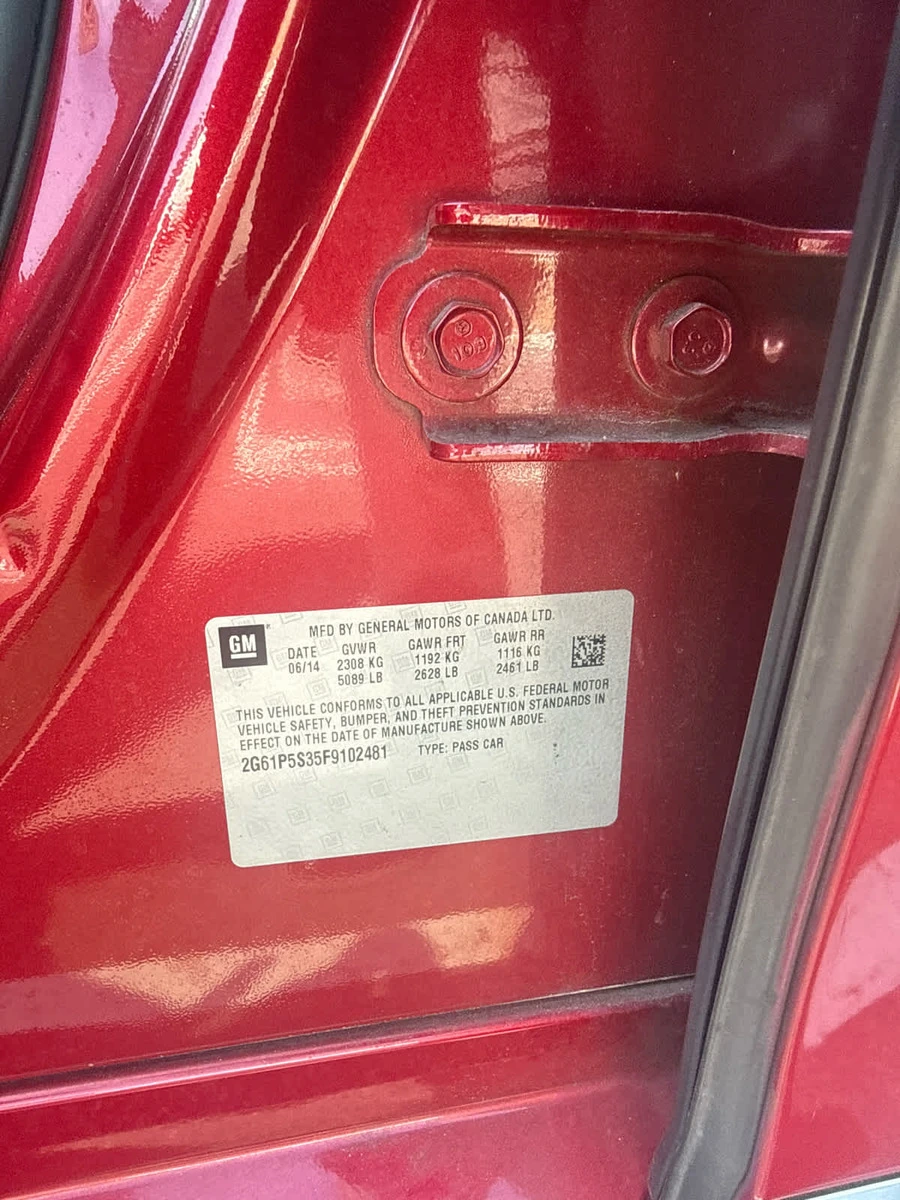 10.9
GM
MFD BY GENERAL MOTORS OF CANADA LTD.
DATE GVWR GAWR FRT GAWR RR
06/14 2308 KG 1192 KG 1116 KG
5089 LB 2628 LB 2461 LB
THIS VEHICLE CONFORMS TO ALL APPLICABLE U.S. FEDERAL MOTOR
VEHICLE SAFETY, BUMPER, AND THEFT PREVENTION STANDARDS IN
EFFECT ON THE DATE OF MANUFACTURE SHOWN ABOVE.
2G61P5S35F9102481 TYPE: PASS CAR